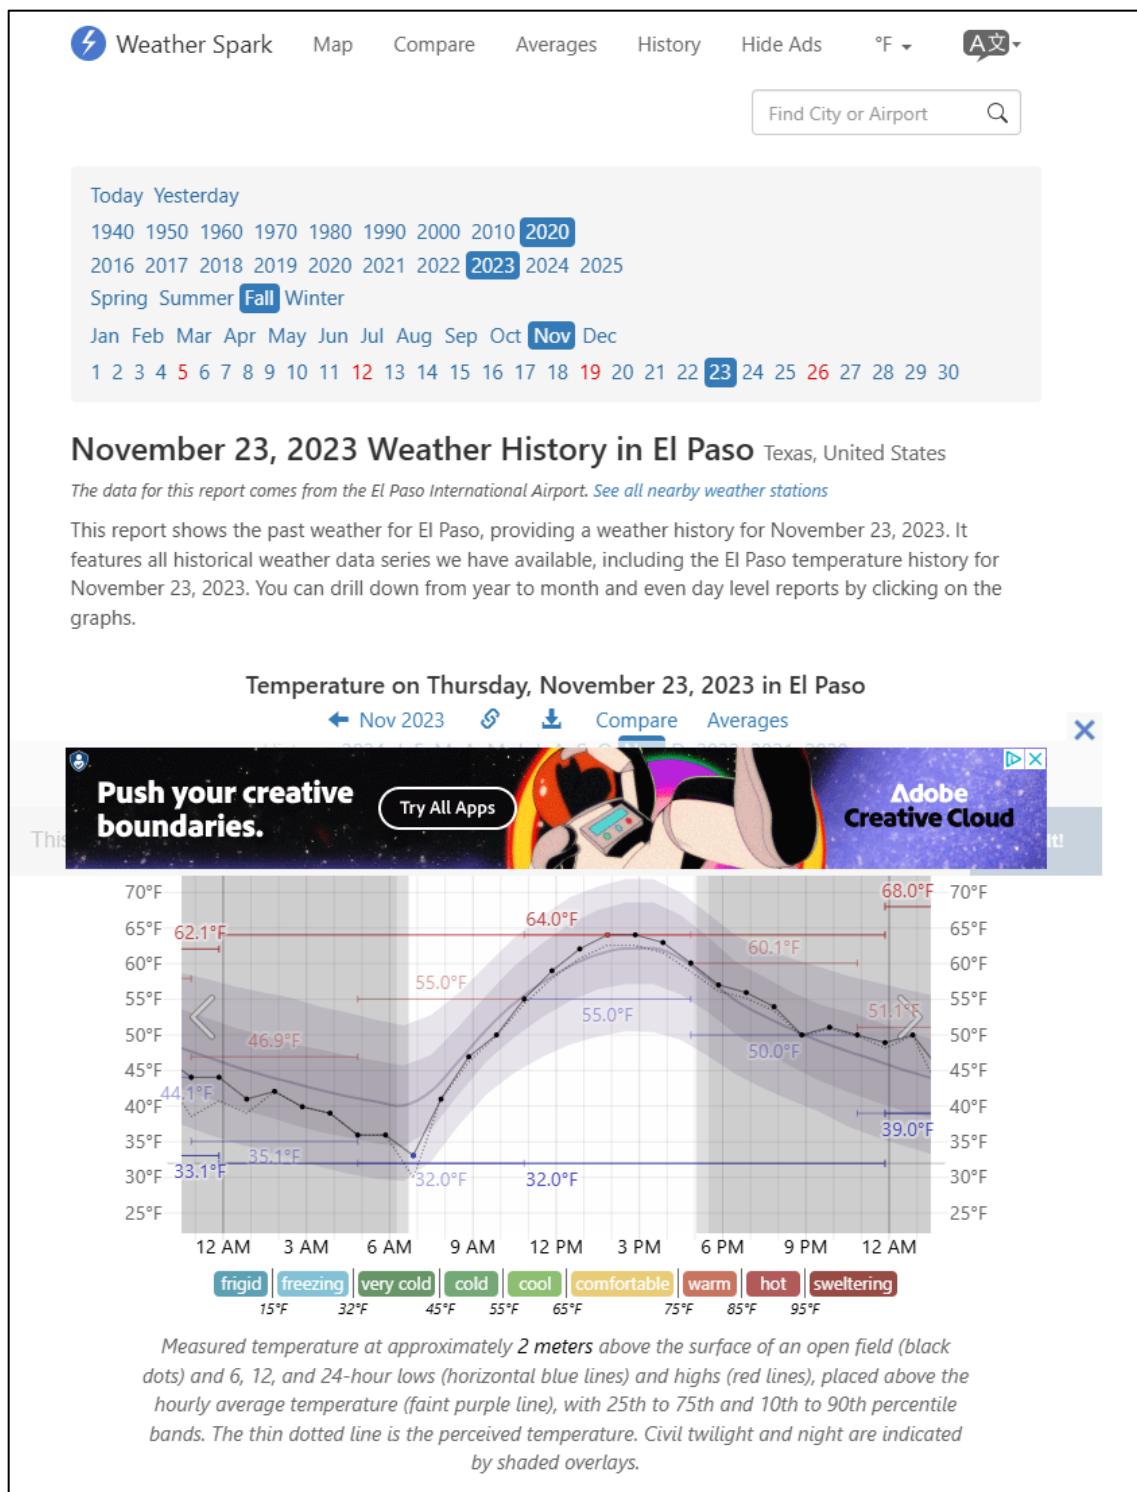 Weather Spark Map Compare Averages History Hide Ads °F A文
Find City or Airport
Today Yesterday
1940 1950 1960 1970 1980 1990 2000 2010 2020
2016 2017 2018 2019 2020 2021 2022 2023 2024 2025
Spring Summer Fall Winter
Jan Feb Mar Apr May Jun Jul Aug Sep Oct Nov Dec
1 2 3 4 5 6 7 8 9 10 11 12 13 14 15 16 17 18 19 20 21 22 23 24 25 26 27 28 29 30
November 23, 2023 Weather History in El Paso Texas, United States
The data for this report comes from the El Paso International Airport. See all nearby weather stations
This report shows the past weather for El Paso, providing a weather history for November 23, 2023. It
features all historical weather data series we have available, including the El Paso temperature history for
November 23, 2023. You can drill down from year to month and even day level reports by clicking on the
graphs.
Temperature on Thursday, November 23, 2023 in El Paso
Nov 2023 Compare Averages
Push your creative
boundaries.
Try All Apps
Adobe
Creative Cloud
This
It!
70°F 68.0°F 70°F
65°F 62.1°F 64.0°F 65°F
60°F 60.1°F 60°F
55°F 55.0°F 55.0°F 51.1°F 55°F
50°F 46.9°F 50.0°F 50°F
45°F 44.1°F 45°F
40°F 40°F
35°F 35.1°F 39.0°F 35°F
30°F 33.1°F 32.0°F 32.0°F 30°F
25°F 25°F
12 AM 3 AM 6 AM 9 AM 12 PM 3 PM 6 PM 9 PM 12 AM
frigid freezing very cold cold cool comfortable warm hot sweltering
15°F 32°F 45°F 55°F 65°F 75°F 85°F 95°F
Measured temperature at approximately 2 meters above the surface of an open field (black
dots) and 6, 12, and 24-hour lows (horizontal blue lines) and highs (red lines), placed above the
hourly average temperature (faint purple line), with 25th to 75th and 10th to 90th percentile
bands. The thin dotted line is the perceived temperature. Civil twilight and night are indicated
by shaded overlays.